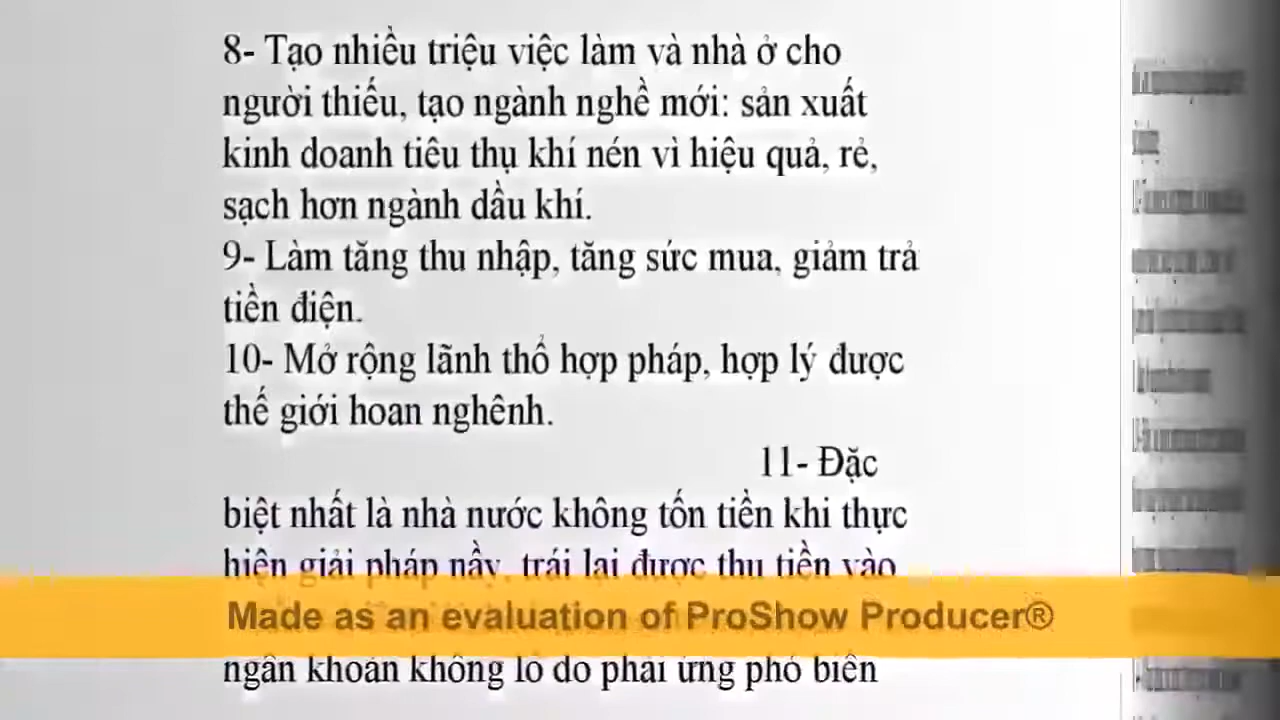 8- Tạo nhiều triệu việc làm và nhà ở cho
người thiếu, tạo ngành nghề mới: sản xuất
kinh doanh tiêu thụ khí nén vì hiệu quả, rẻ,
sạch hơn ngành dầu khí.
9- Làm tăng thu nhập, tăng sức mua, giảm trả
tiền điện.
10- Mở rộng lãnh thổ hợp pháp, hợp lý được
thế giới hoan nghênh.
11- Đặc
biệt nhất là nhà nước không tốn tiền khi thực
hiện giải pháp nầy, trái lại được thu tiền vào
Made as an evaluation of ProShow Producer®
ngân khoản khổng lồ do phải ứng phó biến